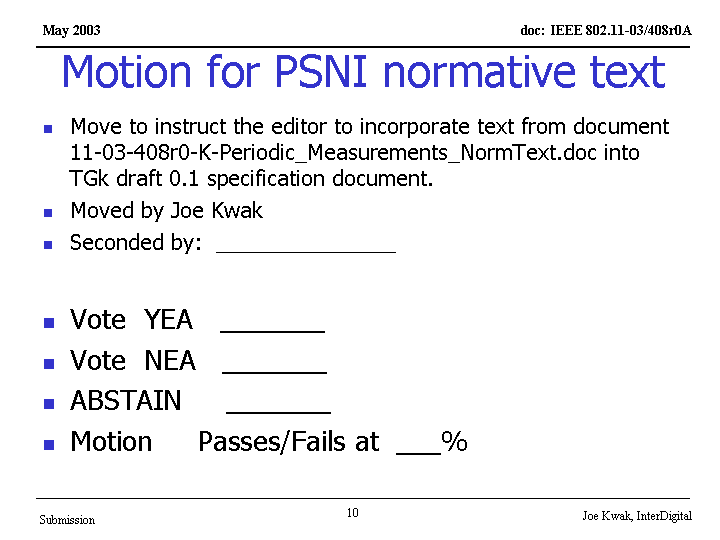 May 2003
doc: IEEE 802.11-03/408r0A
Motion for PSNI normative text
Move to instruct the editor to incorporate text from document
11-03-408r0-K-Periodic_Measurements_NormText.doc into
TGk draft 0.1 specification document.
Moved by Joe Kwak
Seconded by: _______________
Vote YEA _______
Vote NEA _______
ABSTAIN _______
Motion Passes/Fails at ___%
Submission
10
Joe Kwak, InterDigital